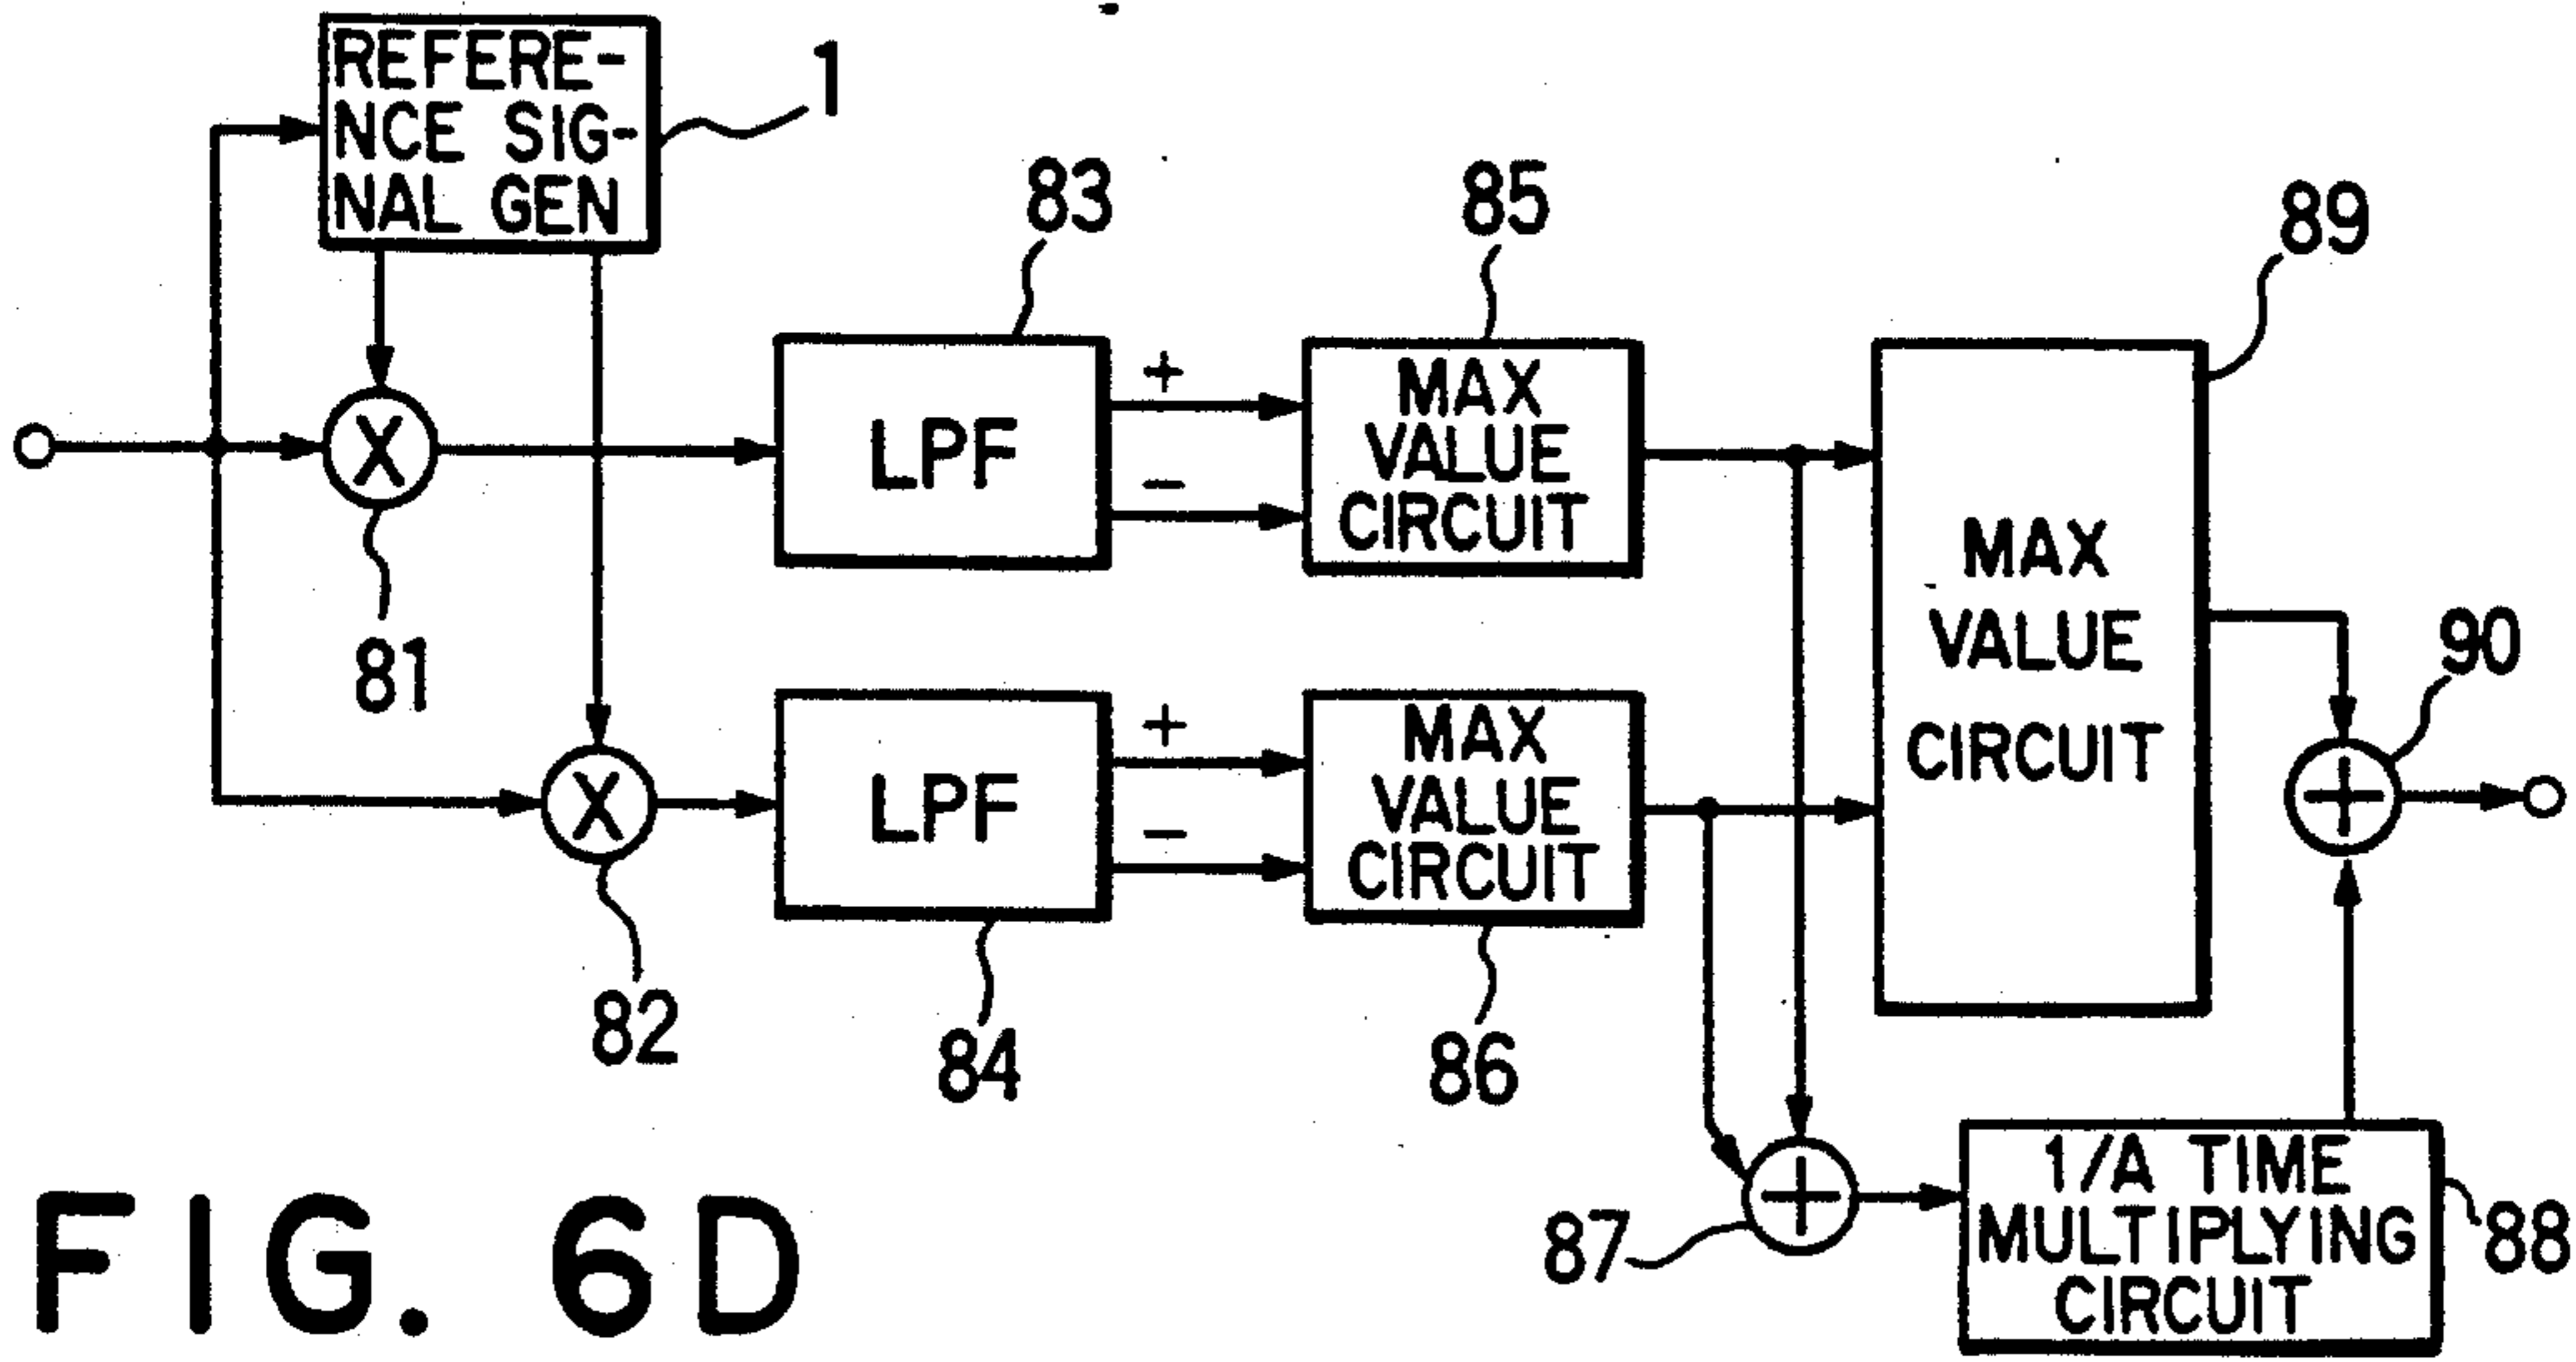 REFERE-
NCE SIG-
NAL GEN
1
83
85
89
+
-
LPF
MAX
VALUE
CIRCUIT
X
81
MAX
VALUE
CIRCUIT
90
+
-
LPF
MAX
VALUE
CIRCUIT
X
+
82
84
86
87
+
1/A TIME
MULTIPLYING
CIRCUIT
88
FIG. 6D